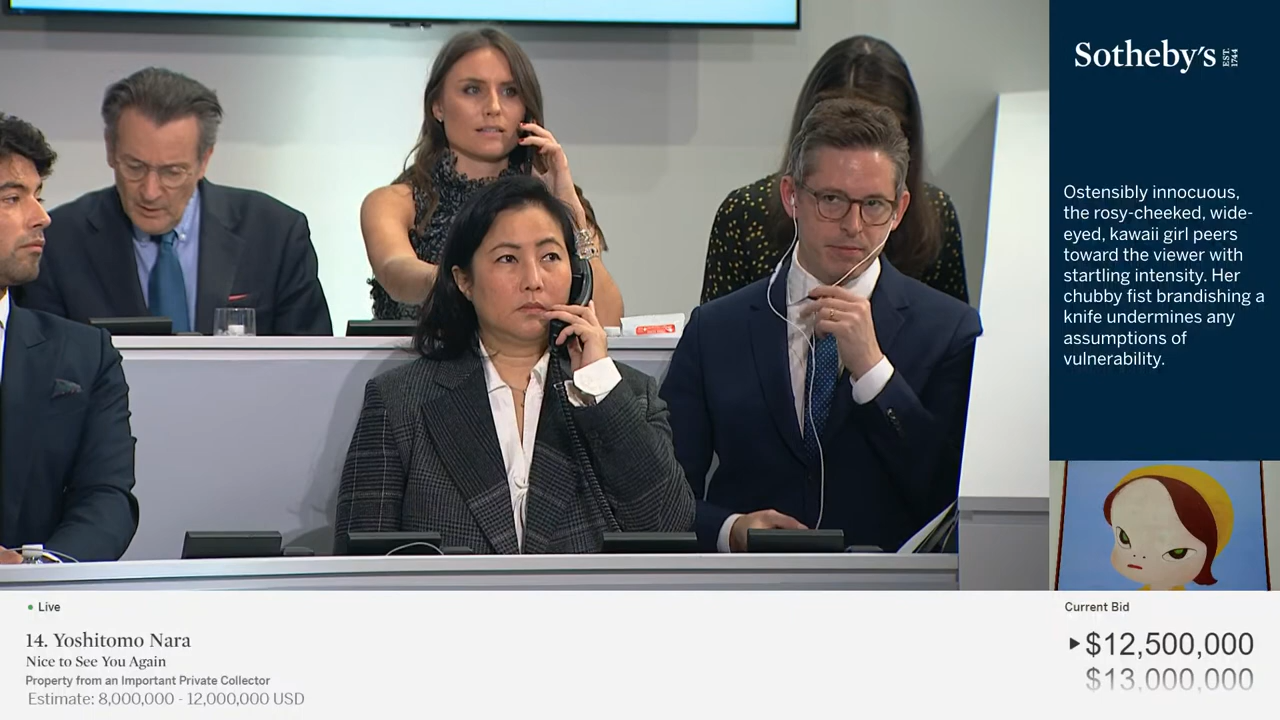 Sotheby's EST. 1744
Ostensibly innocuous,
the rosy-cheeked, wide-
eyed, kawaii girl peers
toward the viewer with
startling intensity. Her
chubby fist brandishing a
knife undermines any
assumptions of
vulnerability.
Live
14. Yoshitomo Nara
Nice to See You Again
Property from an Important Private Collector
Estimate: 8,000,000 - 12,000,000 USD
Current Bid
$12,500,000
$13,000,000